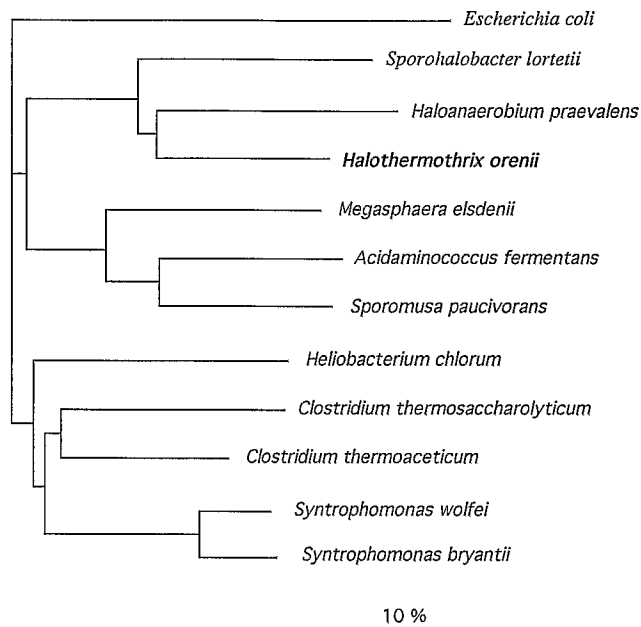 Escherichia coli
Sporohalobacter lortetii
Haloanaerobium praevalens
Halothermothrix orenii
Megasphaera elsdenii
Acidaminococcus fermentans
Sporomusa paucivorans
Heliobacterium chlorum
Clostridium thermosaccharolyticum
Clostridium thermoaceticum
Syntrophomonas wolfei
Syntrophomonas bryantii
10 %